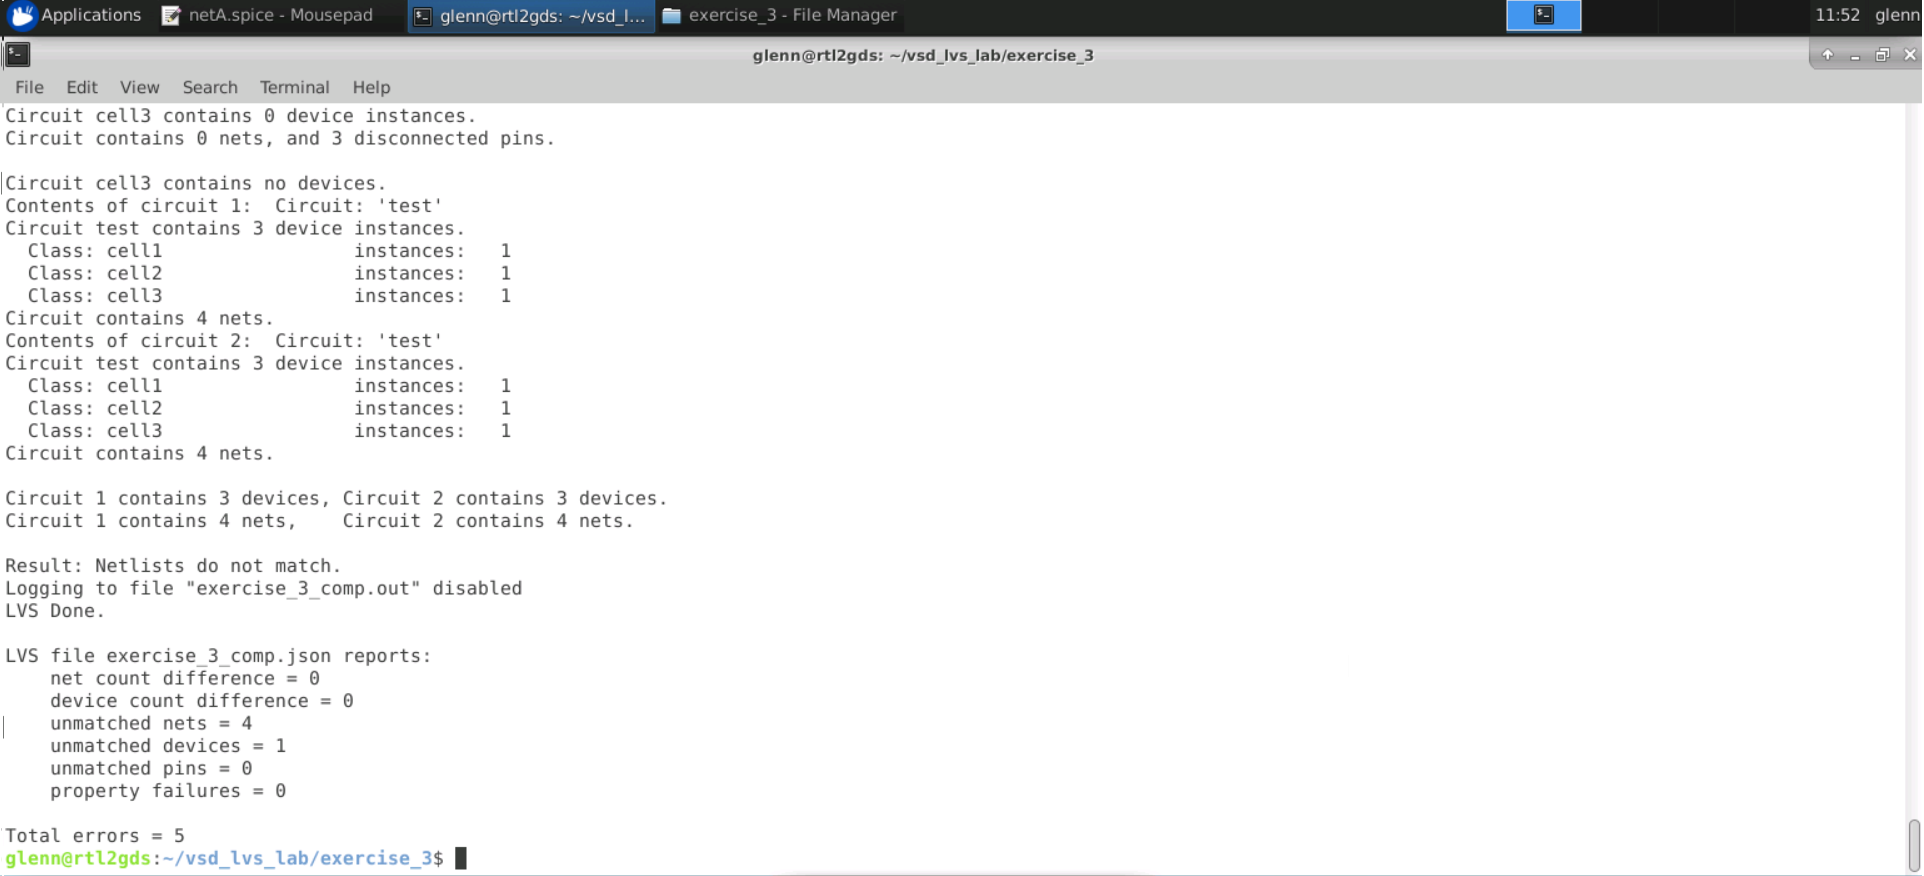 Applications netA.spice - Mousepad glenn@rtl2gds: ~/vsd_l... exercise_3 - File Manager 11:52 glenn
glenn@rtl2gds: ~/vsd_lvs_lab/exercise_3
File Edit View Search Terminal Help
Circuit cell3 contains 0 device instances.
Circuit contains 0 nets, and 3 disconnected pins.
Circuit cell3 contains no devices.
Contents of circuit 1:  Circuit: 'test'
Circuit test contains 3 device instances.
  Class: cell1                 instances:   1
  Class: cell2                 instances:   1
  Class: cell3                 instances:   1
Circuit contains 4 nets.
Contents of circuit 2:  Circuit: 'test'
Circuit test contains 3 device instances.
  Class: cell1                 instances:   1
  Class: cell2                 instances:   1
  Class: cell3                 instances:   1
Circuit contains 4 nets.
Circuit 1 contains 3 devices, Circuit 2 contains 3 devices.
Circuit 1 contains 4 nets,    Circuit 2 contains 4 nets.
Result: Netlists do not match.
Logging to file "exercise_3_comp.out" disabled
LVS Done.
LVS file exercise_3_comp.json reports:
    net count difference = 0
    device count difference = 0
    unmatched nets = 4
    unmatched devices = 1
    unmatched pins = 0
    property failures = 0
Total errors = 5
glenn@rtl2gds:~/vsd_lvs_lab/exercise_3$